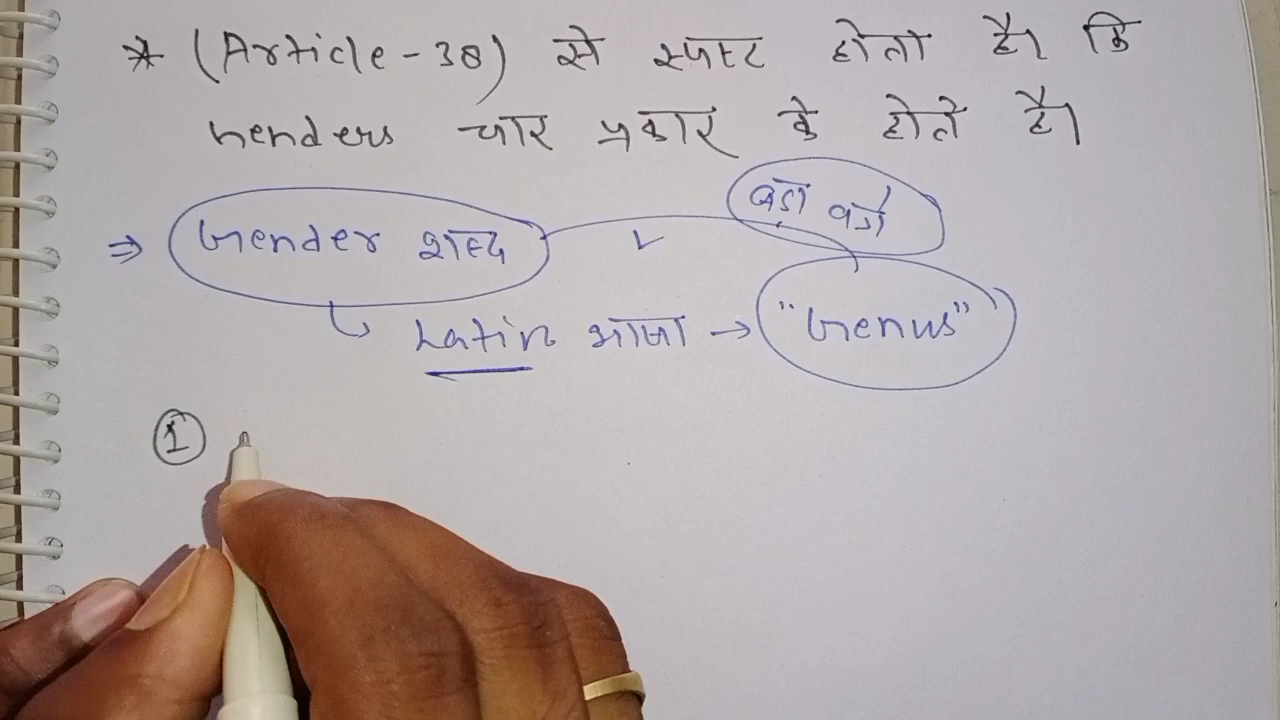 * (Article-38) से स्पष्ट होता है। कि
Genders चार प्रकार के होते है।
बड़ा वर्ग
⇒ Gender शब्द
Latin भाषा → "Genus"
①